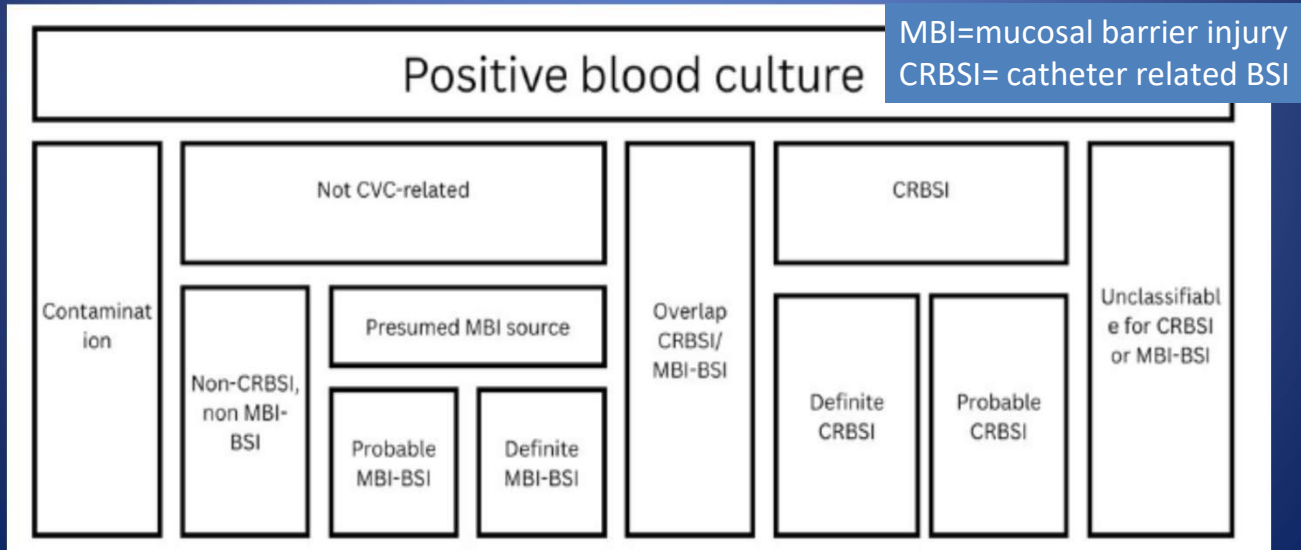 MBI=mucosal barrier injury
CRBSI= catheter related BSI
Positive blood culture
Contaminat
ion
Not CVC-related
Non-CRBSI,
non MBI-
BSI
Presumed MBI source
Probable
MBI-BSI
Definite
MBI-BSI
Overlap
CRBSI/
MBI-BSI
CRBSI
Definite
CRBSI
Probable
CRBSI
Unclassifiabl
e for CRBSI
or MBI-BSI